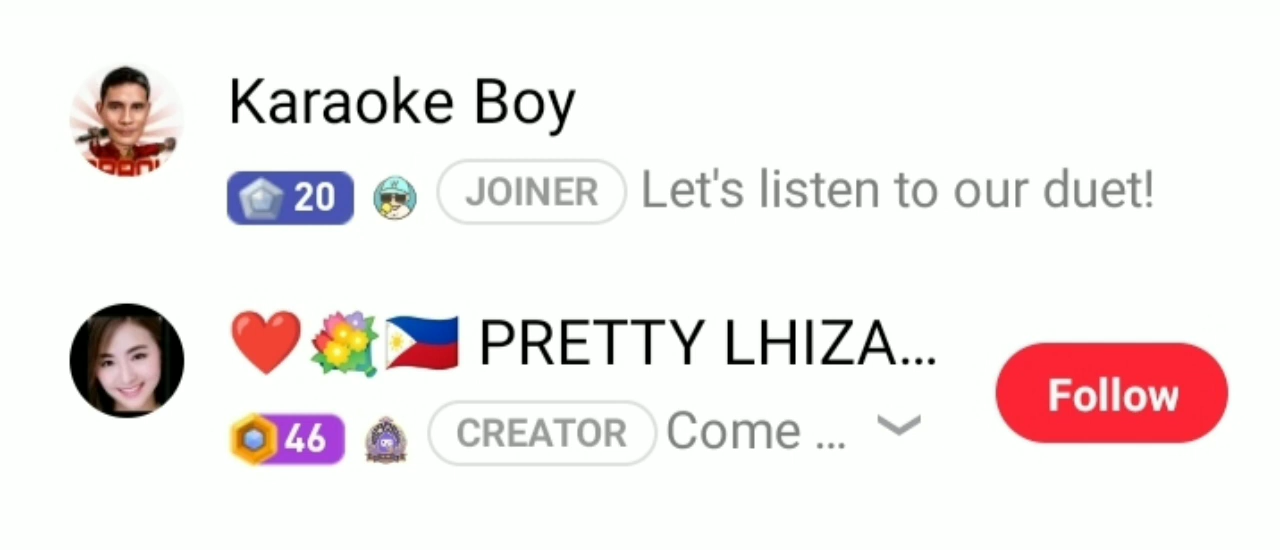 Karaoke Boy
20 JOINER Let's listen to our duet!
❤️💐🇵🇭 PRETTY LHIZA...
46 CREATOR Come ...
Follow